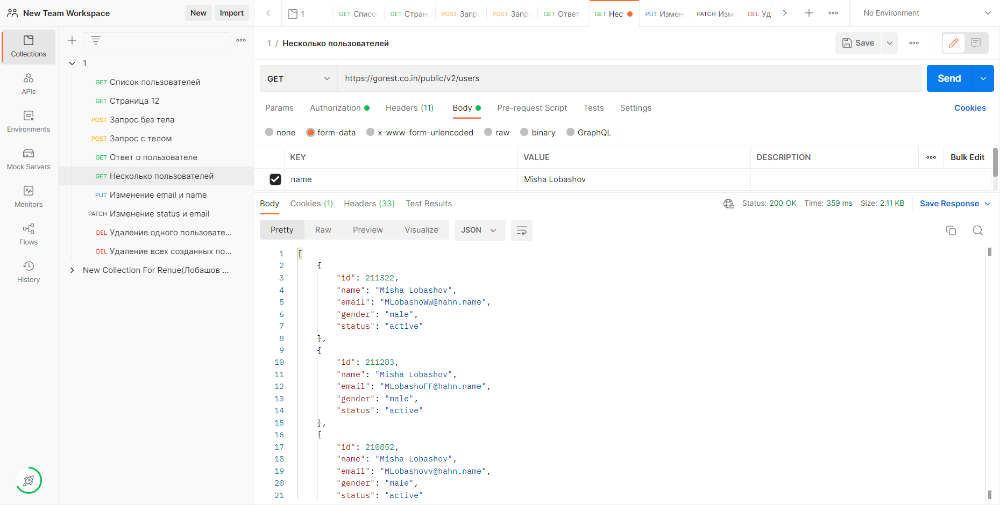 New Team Workspace
New
Import
1
GET Списо
GET Стран
POST Запр
POST Запр
GET Ответ
GET Нес
PUT Измен
PATCH Изм
DEL Уд
No Environment
Collections
APIs
Environments
Mock Servers
Monitors
Flows
History
1
GET Список пользователей
GET Страница 12
POST Запрос без тела
POST Запрос с телом
GET Ответ о пользователе
GET Несколько пользователей
PUT Изменение email и name
PATCH Изменение status и email
DEL Удаление одного пользовате...
DEL Удаление всех созданных по...
New Collection For Renue(Лобашов ...
1 / Несколько пользователей
Save
GET
https://gorest.co.in/public/v2/users
Send
Params
Authorization
Headers (11)
Body
Pre-request Script
Tests
Settings
Cookies
none
form-data
x-www-form-urlencoded
raw
binary
GraphQL
KEY
VALUE
DESCRIPTION
Bulk Edit
name
Misha Lobashov
Body
Cookies (1)
Headers (33)
Test Results
Status: 200 OK
Time: 359 ms
Size: 2.11 KB
Save Response
Pretty
Raw
Preview
Visualize
JSON
1 [
2 {
3 "id": 211322,
4 "name": "Misha Lobashov",
5 "email": "MLobashoWW@hahn.name",
6 "gender": "male",
7 "status": "active"
8 },
9 {
10 "id": 211283,
11 "name": "Misha Lobashov",
12 "email": "MLobashoFF@hahn.name",
13 "gender": "male",
14 "status": "active"
15 },
16 {
17 "id": 210852,
18 "name": "Misha Lobashov",
19 "email": "MLobashovv@hahn.name",
20 "gender": "male",
21 "status": "active"